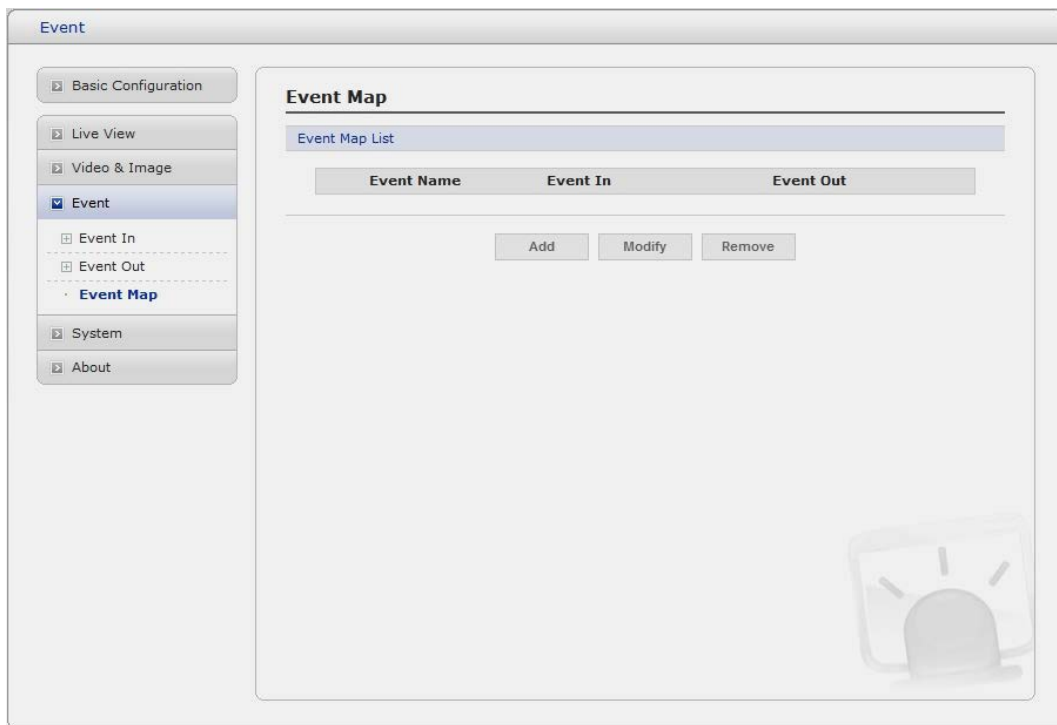 Event
Basic Configuration
Live View
Video & Image
Event
Event In
Event Out
Event Map
System
About
Event Map
Event Map List
Event Name Event In Event Out
Add Modify Remove